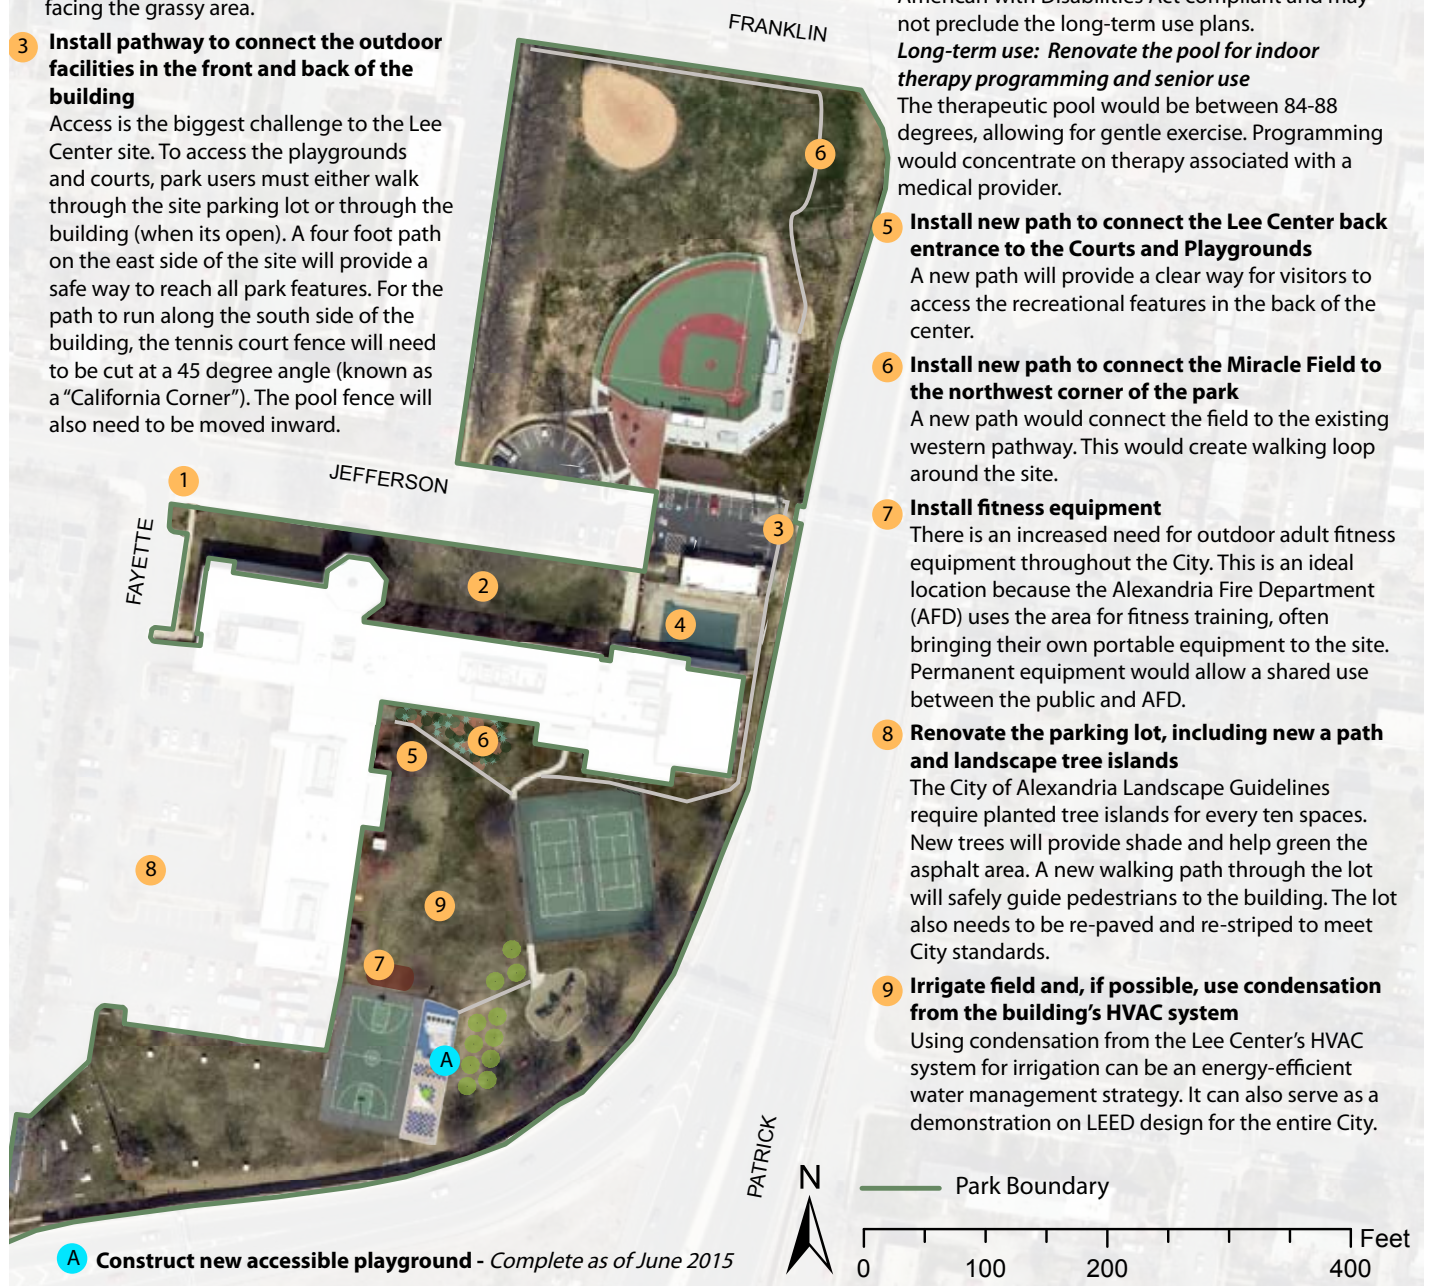 facing the grassy area.
3 Install pathway to connect the outdoor
facilities in the front and back of the
building
Access is the biggest challenge to the Lee
Center site. To access the playgrounds
and courts, park users must either walk
through the site parking lot or through the
building (when its open). A four foot path
on the east side of the site will provide a
safe way to reach all park features. For the
path to run along the south side of the
building, the tennis court fence will need
to be cut at a 45 degree angle (known as
a “California Corner”). The pool fence will
also need to be moved inward.
American with Disabilities Act compliant and may
not preclude the long-term use plans.
Long-term use: Renovate the pool for indoor
therapy programming and senior use
The therapeutic pool would be between 84-88
degrees, allowing for gentle exercise. Programming
would concentrate on therapy associated with a
medical provider.
5 Install new path to connect the Lee Center back
entrance to the Courts and Playgrounds
A new path will provide a clear way for visitors to
access the recreational features in the back of the
center.
6 Install new path to connect the Miracle Field to
the northwest corner of the park
A new path would connect the field to the existing
western pathway. This would create walking loop
around the site.
7 Install fitness equipment
There is an increased need for outdoor adult fitness
equipment throughout the City. This is an ideal
location because the Alexandria Fire Department
(AFD) uses the area for fitness training, often
bringing their own portable equipment to the site.
Permanent equipment would allow a shared use
between the public and AFD.
8 Renovate the parking lot, including new a path
and landscape tree islands
The City of Alexandria Landscape Guidelines
require planted tree islands for every ten spaces.
New trees will provide shade and help green the
asphalt area. A new walking path through the lot
will safely guide pedestrians to the building. The lot
also needs to be re-paved and re-striped to meet
City standards.
9 Irrigate field and, if possible, use condensation
from the building’s HVAC system
Using condensation from the Lee Center’s HVAC
system for irrigation can be an energy-efficient
water management strategy. It can also serve as a
demonstration on LEED design for the entire City.
FRANKLIN
6
JEFFERSON
1
FAYETTE
3
2
4
5
6
8
9
7
A
PATRICK
N
Park Boundary
Feet
0 100 200 400
A Construct new accessible playground - Complete as of June 2015